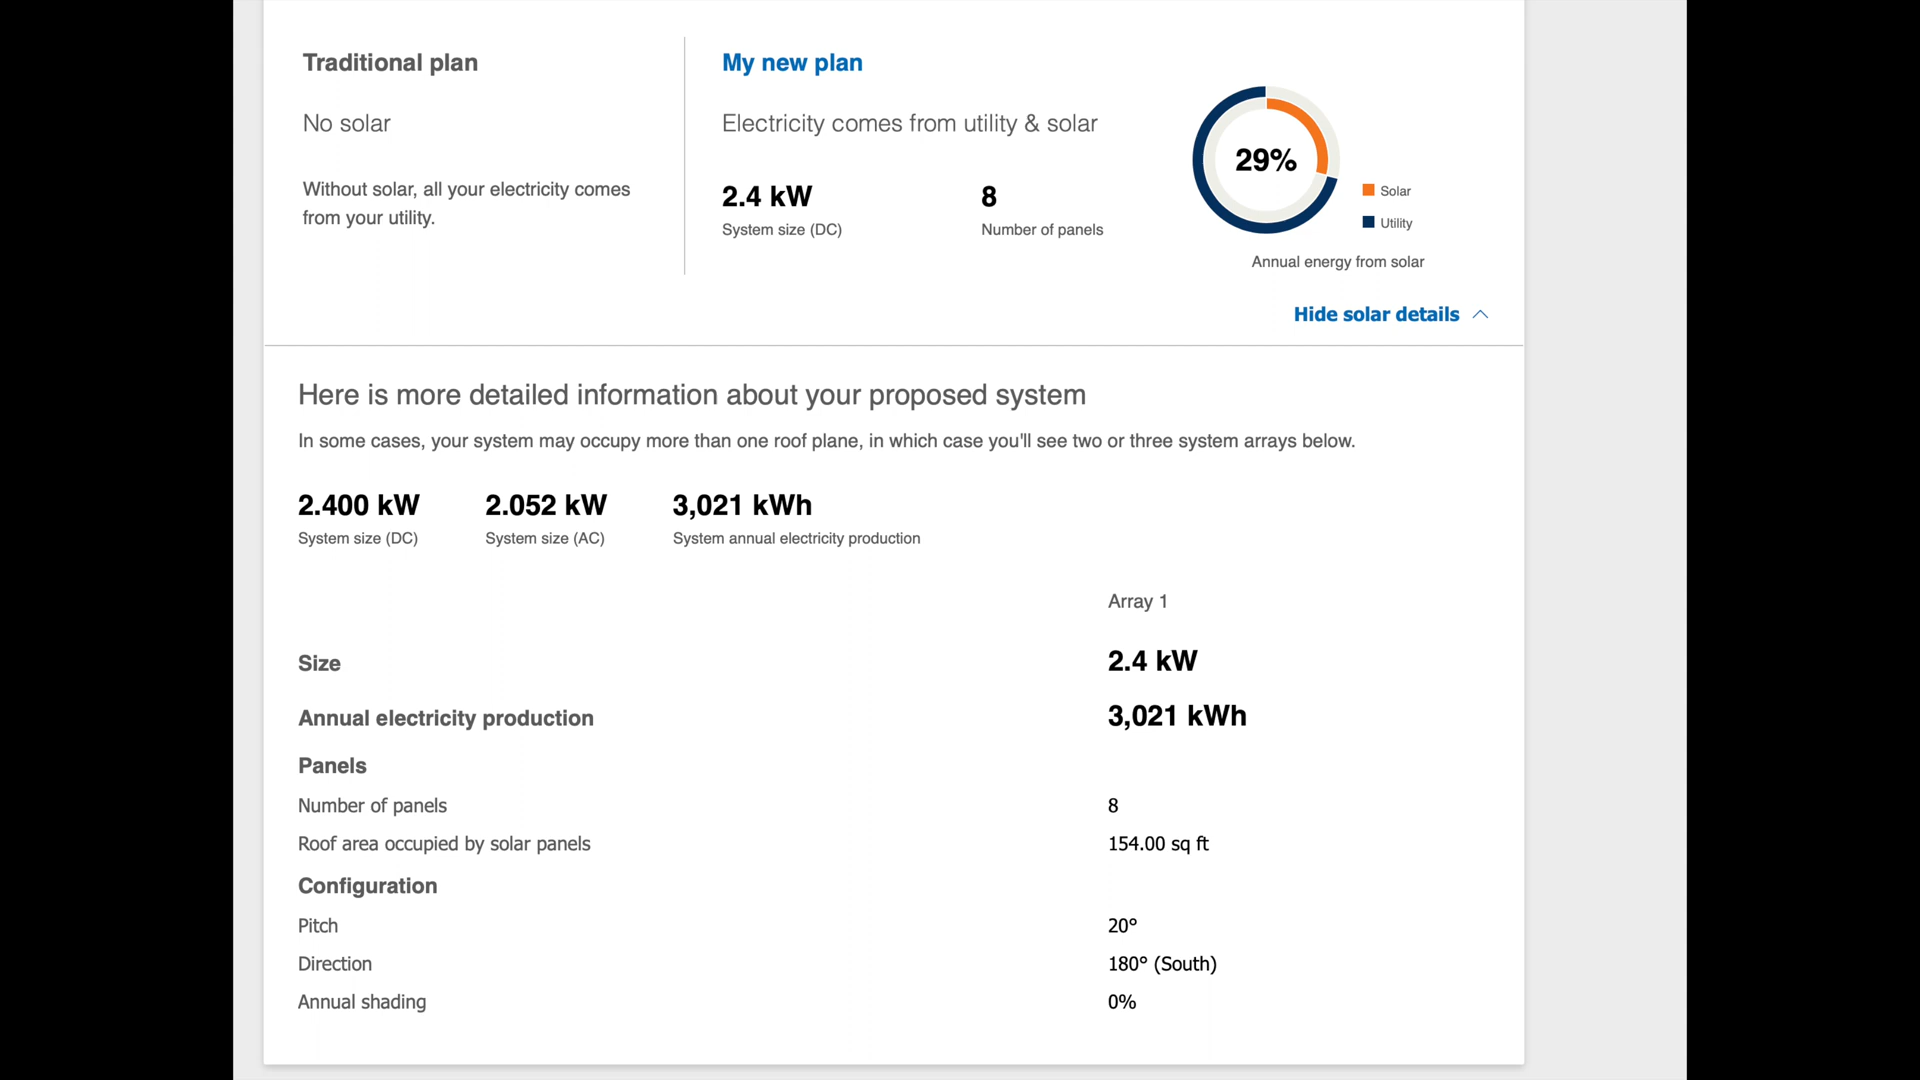 Traditional plan
No solar
Without solar, all your electricity comes
from your utility.
My new plan
Electricity comes from utility & solar
2.4 kW
System size (DC)
8
Number of panels
29%
Solar
Utility
Annual energy from solar
Hide solar details
Here is more detailed information about your proposed system
In some cases, your system may occupy more than one roof plane, in which case you'll see two or three system arrays below.
2.400 kW
System size (DC)
2.052 kW
System size (AC)
3,021 kWh
System annual electricity production
Array 1
Size 2.4 kW
Annual electricity production 3,021 kWh
Panels
Number of panels 8
Roof area occupied by solar panels 154.00 sq ft
Configuration
Pitch 20°
Direction 180° (South)
Annual shading 0%